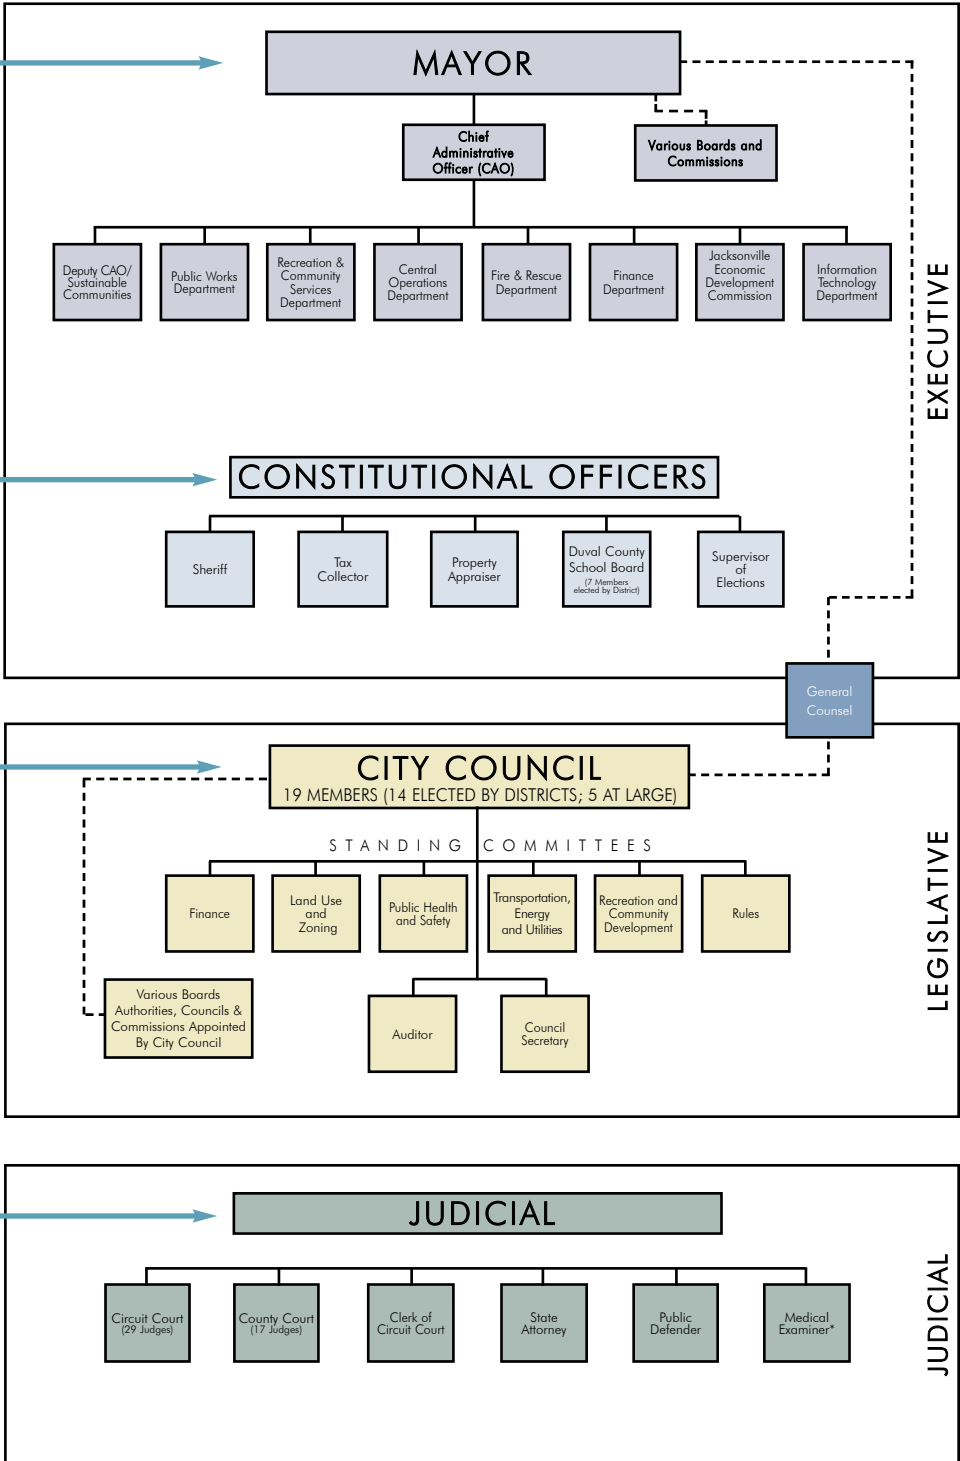 MAYOR
Chief
Administrative
Officer (CAO)
Various Boards and
Commissions
Deputy CAO/
Sustainable
Communities
Public Works
Department
Recreation &
Community
Services
Department
Central
Operations
Department
Fire & Rescue
Department
Finance
Department
Jacksonville
Economic
Development
Commission
Information
Technology
Department
EXECUTIVE
CONSTITUTIONAL OFFICERS
Sheriff
Tax
Collector
Property
Appraiser
Duval County
School Board
(7 Members
elected by District)
Supervisor
of
Elections
General
Counsel
CITY COUNCIL
19 MEMBERS (14 ELECTED BY DISTRICTS; 5 AT LARGE)
STANDING COMMITTEES
Finance
Land Use
and
Zoning
Public Health
and Safety
Transportation,
Energy
and Utilities
Recreation and
Community
Development
Rules
LEGISLATIVE
Various Boards
Authorities, Councils &
Commissions Appointed
By City Council
Auditor
Council
Secretary
JUDICIAL
Circuit Court
(29 Judges)
County Court
(17 Judges)
Clerk of
Circuit Court
State
Attorney
Public
Defender
Medical
Examiner*
JUDICIAL